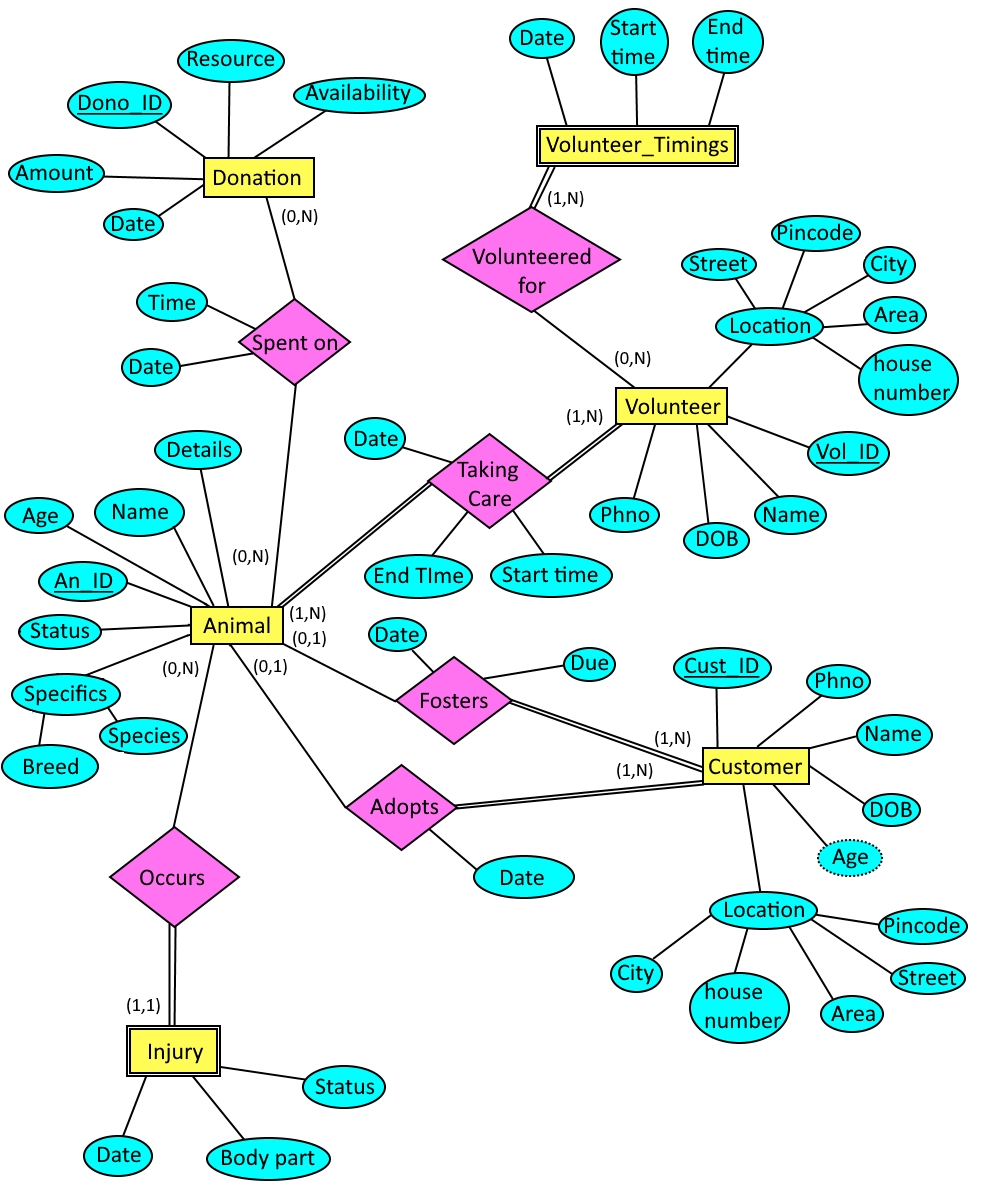 Date
Start
time
End
time
Resource
Dono_ID
Availability
Volunteer_Timings
Amount
Donation
Date
(0,N)
(1,N)
Volunteered
for
Pincode
Street
City
Location
Area
house
number
Time
Spent on
Date
(0,N)
Volunteer
(1,N)
Vol_ID
Date
Taking
Care
Phno
DOB
Name
End TIme
Start time
Details
Name
Age
An_ID
Status
Animal
(0,N)
(1,N)
(0,1)
(0,N)
(0,1)
Specifics
Species
Breed
Date
Due
Fosters
(1,N)
Cust_ID
Phno
Name
Customer
(1,N)
Adopts
Date
DOB
Age
Occurs
Location
Pincode
City
Street
house
number
Area
(1,1)
Injury
Status
Date
Body part